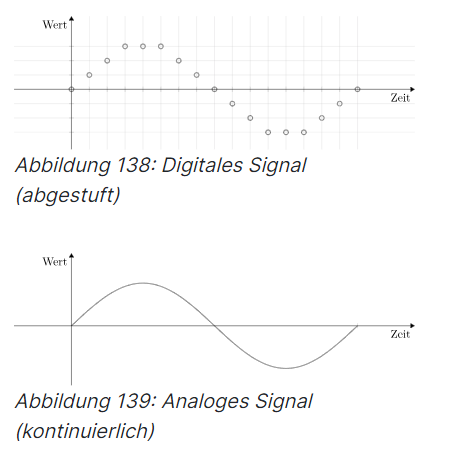 Wert
Zeit
Abbildung 138: Digitales Signal
(abgestuft)
Wert
Zeit
Abbildung 139: Analoges Signal
(kontinuierlich)